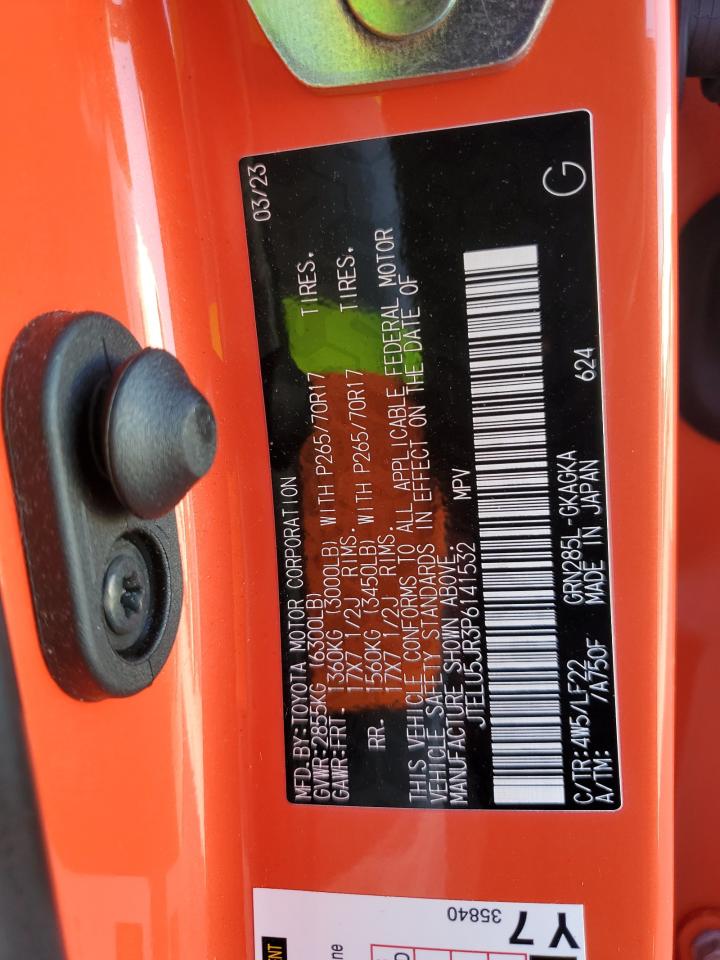 MFD.BY:TOYOTA MOTOR CORPORATION 03/23
GVWR:2855KG (6300LB)
GAWR:FRT. 1360KG (3000LB) WITH P265/70R17 TIRES,
17X7 1/2J RIMS.
RR. 1560KG (3450LB) WITH P265/70R17 TIRES,
17X7 1/2J RIMS.
THIS VEHICLE CONFORMS TO ALL APPLICABLE FEDERAL MOTOR
VEHICLE SAFETY STANDARDS IN EFFECT ON THE DATE OF
MANUFACTURE SHOWN ABOVE.
JTELU5JR3P6141532 MPV
C/TR:4W5/LF22 GRN285L-GKAGKA 624
A/TM: 7A750F MADE IN JAPAN
G
Y7
35840